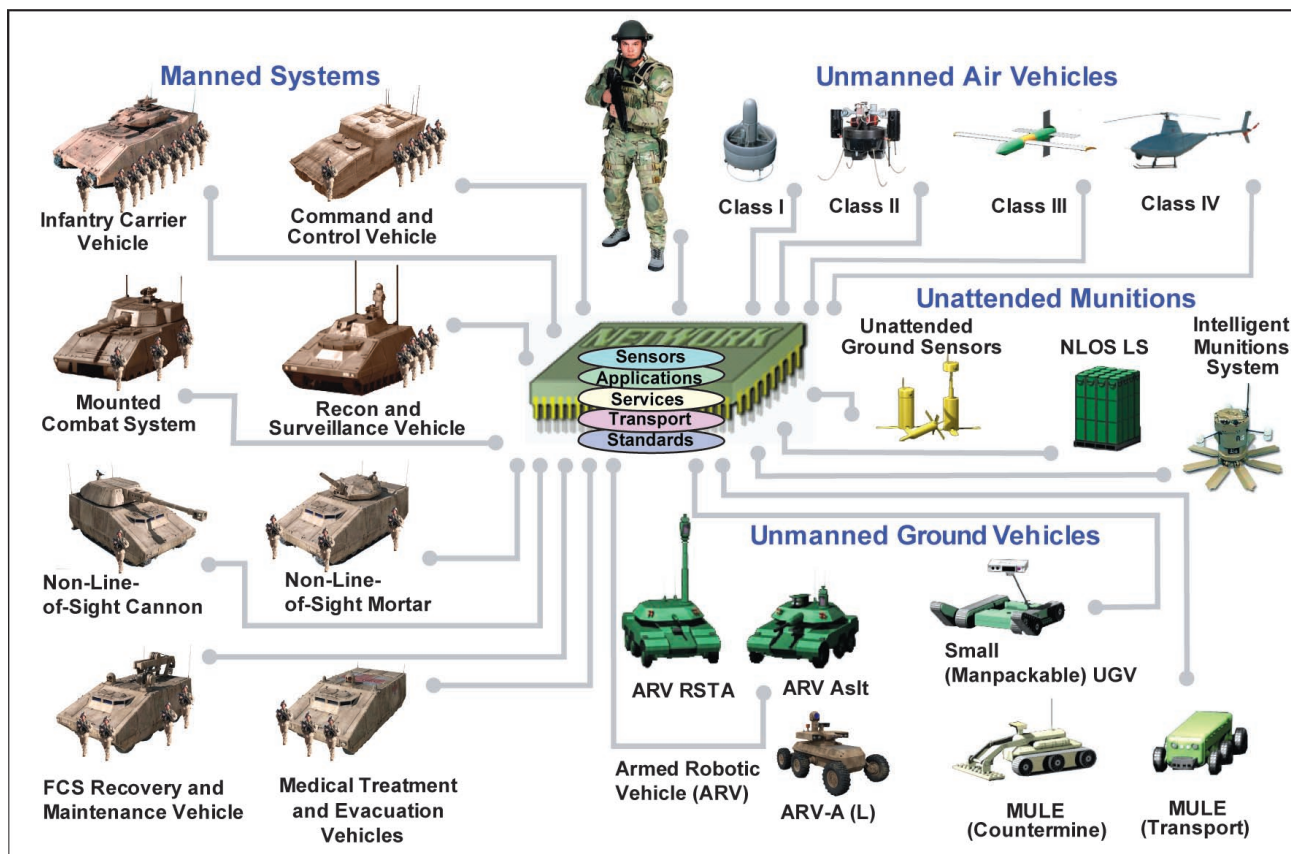 Manned Systems
Infantry Carrier
Vehicle
Command and
Control Vehicle
Mounted
Combat System
Recon and
Surveillance Vehicle
Non-Line-
of-Sight Cannon
Non-Line-
of-Sight Mortar
FCS Recovery and
Maintenance Vehicle
Medical Treatment
and Evacuation
Vehicles
NETWORK
Sensors
Applications
Services
Transport
Standards
Unmanned Air Vehicles
Class I
Class II
Class III
Class IV
Unattended Munitions
Unattended
Ground Sensors
NLOS LS
Intelligent
Munitions
System
Unmanned Ground Vehicles
ARV RSTA
ARV Aslt
Small
(Manpackable) UGV
Armed Robotic
Vehicle (ARV)
ARV-A (L)
MULE
(Countermine)
MULE
(Transport)